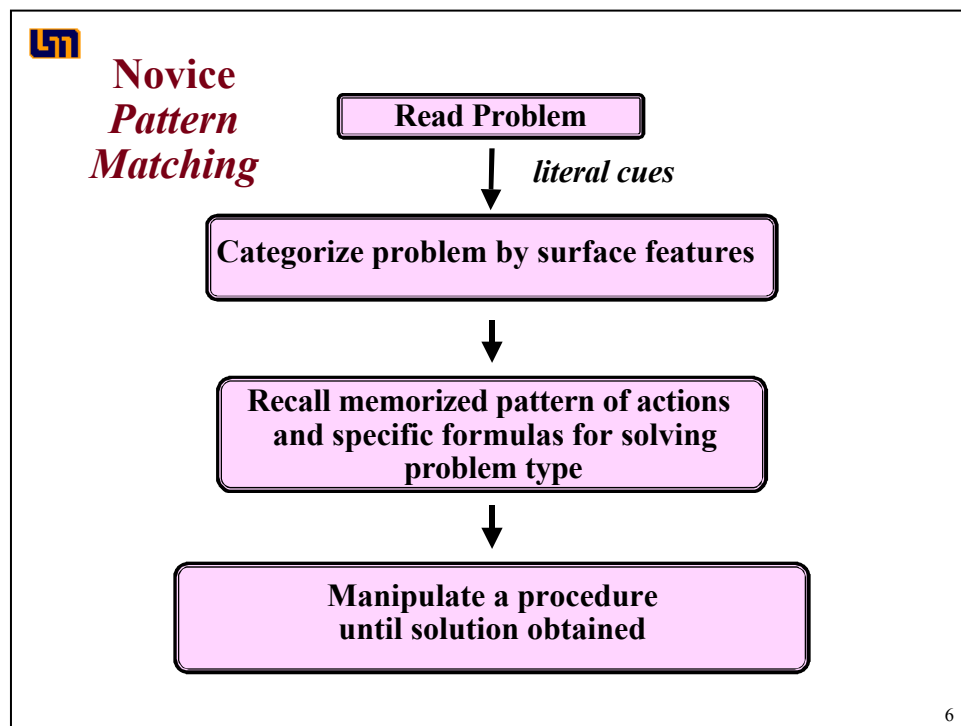 Novice
Pattern
Matching
Read Problem
literal cues
Categorize problem by surface features
Recall memorized pattern of actions
and specific formulas for solving
problem type
Manipulate a procedure
until solution obtained
6